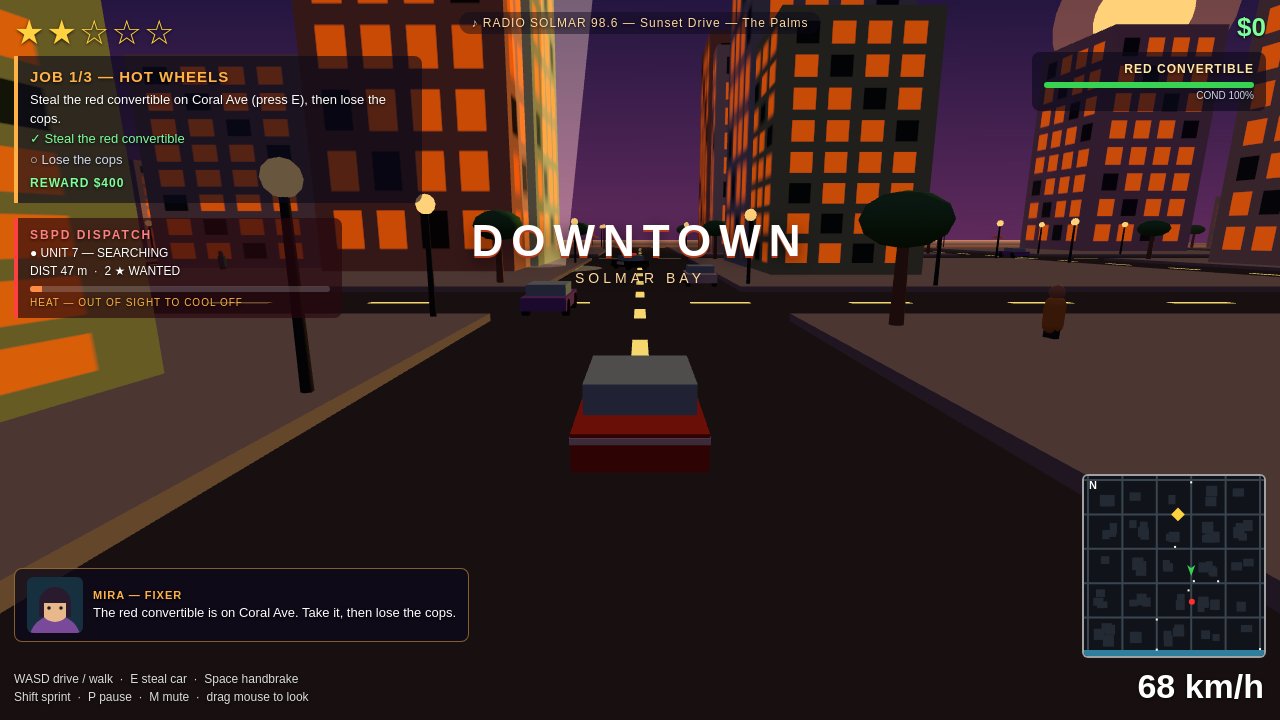 ★★☆☆☆
♪ RADIO SOLMAR 98.6 — Sunset Drive — The Palms
$0
JOB 1/3 — HOT WHEELS
Steal the red convertible on Coral Ave (press E), then lose the
cops.
✓ Steal the red convertible
○ Lose the cops
REWARD $400
RED CONVERTIBLE
COND 100%
SBPD DISPATCH
● UNIT 7 — SEARCHING
DIST 47 m · 2 ★ WANTED
HEAT — OUT OF SIGHT TO COOL OFF
DOWNTOWN
SOLMAR BAY
N
MIRA — FIXER
The red convertible is on Coral Ave. Take it, then lose the cops.
WASD drive / walk · E steal car · Space handbrake
Shift sprint · P pause · M mute · drag mouse to look
68 km/h